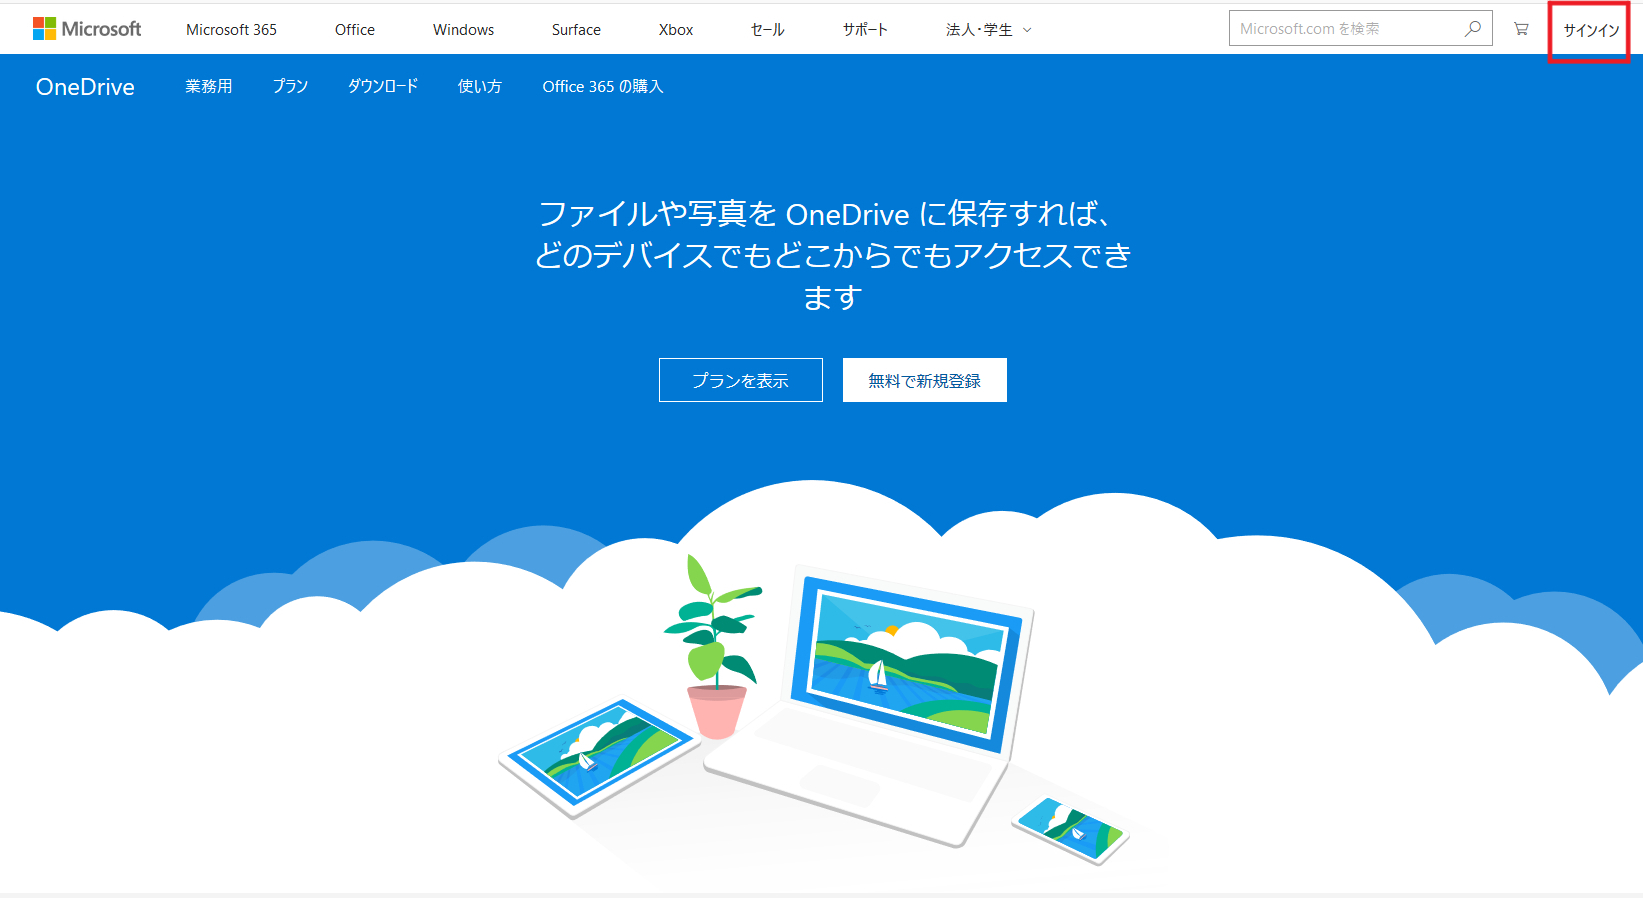 Microsoft Microsoft 365 Office Windows Surface Xbox セール サポート 法人・学生 Microsoft.com を検索 サインイン
OneDrive 業務用 プラン ダウンロード 使い方 Office 365 の購入
ファイルや写真を OneDrive に保存すれば、
どのデバイスでもどこからでもアクセスでき
ます
プランを表示 無料で新規登録